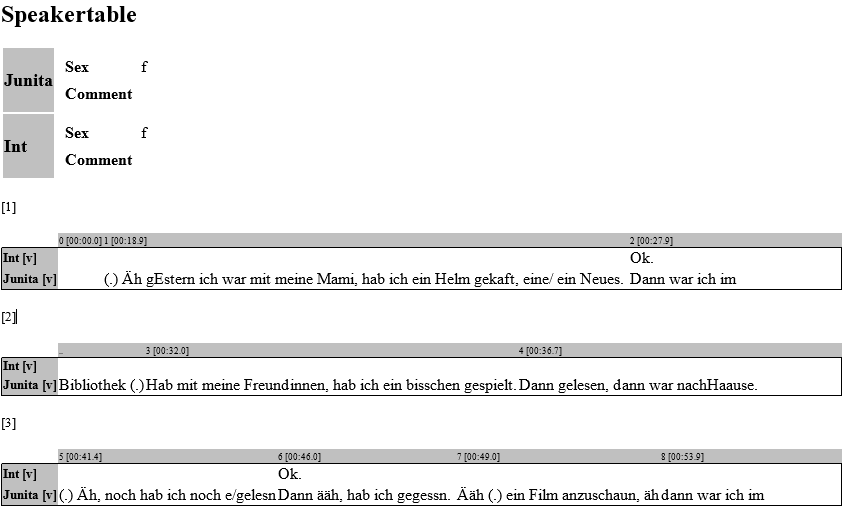 Speakertable
Junita
Sex f
Comment
Int
Sex f
Comment
[1]
0 [00:00.0] 1 [00:18.9] 2 [00:27.9]
Int [v] Ok.
Junita [v] (.) Äh gEstern ich war mit meine Mami, hab ich ein Helm gekaft, eine/ ein Neues. Dann war ich im
[2]
.. 3 [00:32.0] 4 [00:36.7]
Int [v]
Junita [v] Bibliothek (.) Hab mit meine Freundinnen, hab ich ein bisschen gespielt. Dann gelesen, dann war nachHaause.
[3]
5 [00:41.4] 6 [00:46.0] 7 [00:49.0] 8 [00:53.9]
Int [v] Ok.
Junita [v] (.) Äh, noch hab ich noch e/gelesn Dann ääh, hab ich gegessn. Ääh (.) ein Film anzuschaun, äh dann war ich im